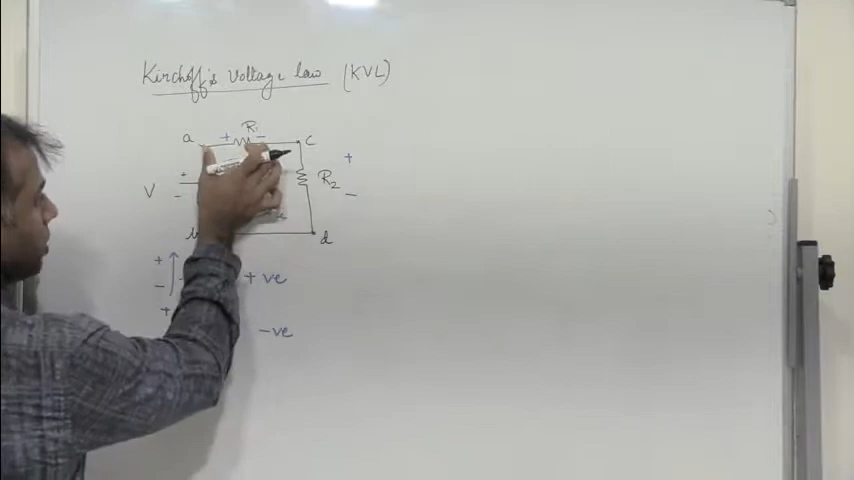 Kirchoff's Voltage law (KVL)
a + R1 - c
+
+ R2
V
- -
d
+ + ve
-
+
- ve